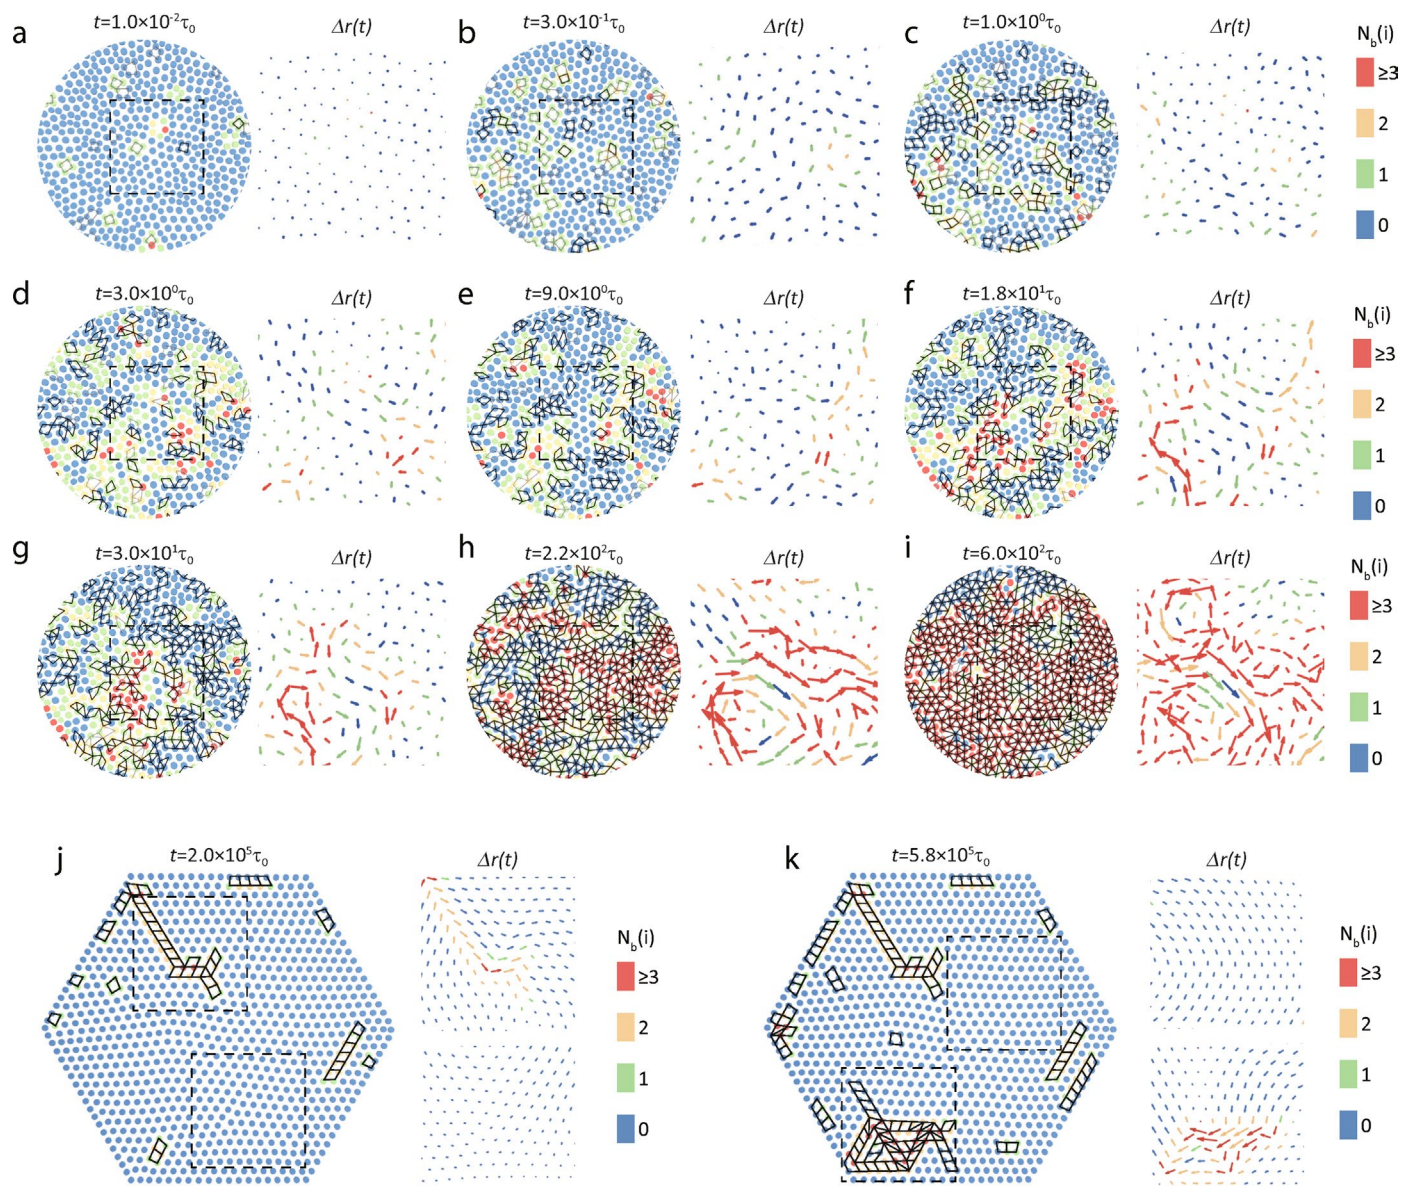 a t=1.0×10⁻²τ₀ Δr(t)
b t=3.0×10⁻¹τ₀ Δr(t)
c t=1.0×10⁰τ₀ Δr(t)
N_b(i)
≥3
2
1
0
d t=3.0×10⁰τ₀ Δr(t)
e t=9.0×10⁰τ₀ Δr(t)
f t=1.8×10¹τ₀ Δr(t)
N_b(i)
≥3
2
1
0
g t=3.0×10¹τ₀ Δr(t)
h t=2.2×10²τ₀ Δr(t)
i t=6.0×10²τ₀ Δr(t)
N_b(i)
≥3
2
1
0
j t=2.0×10⁵τ₀ Δr(t)
N_b(i)
≥3
2
1
0
k t=5.8×10⁵τ₀ Δr(t)
N_b(i)
≥3
2
1
0